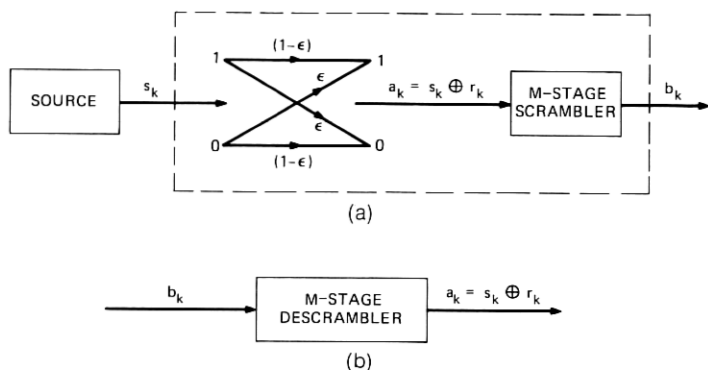 (1-ϵ)
1
1
ϵ
SOURCE
s_k
a_k = s_k ⊕ r_k
M-STAGE
SCRAMBLER
b_k
ϵ
0
0
(1-ϵ)
(a)
b_k
M-STAGE
DESCRAMBLER
a_k = s_k ⊕ r_k
(b)